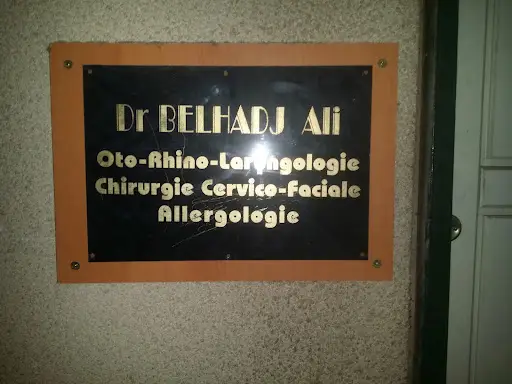 Dr BELHADJ Ali
Oto-Rhino-Laryngologie
Chirurgie Cervico-Faciale
Allergologie